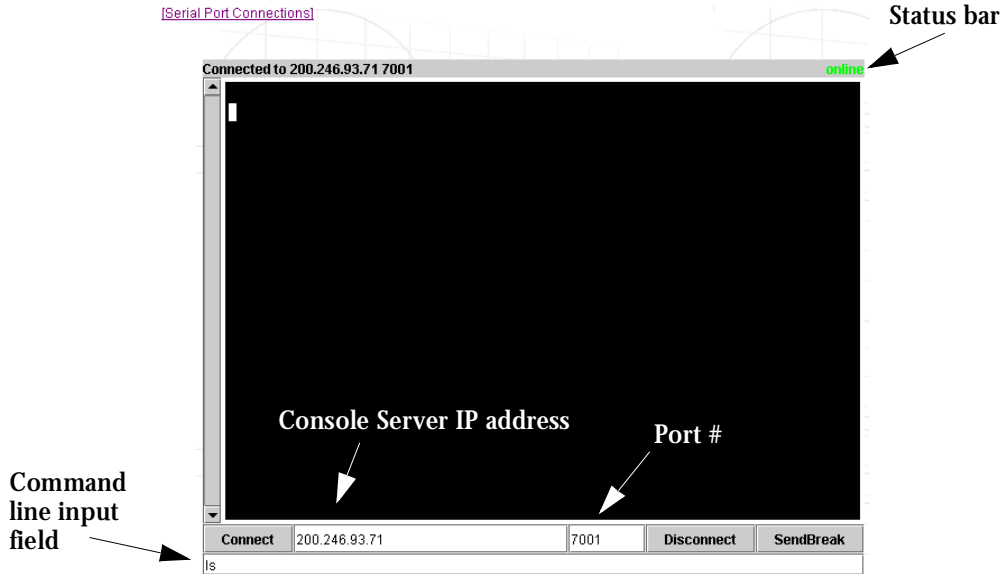 [Serial Port Connections]
Status bar
Connected to 200.246.93.71 7001
online
Console Server IP address
Port #
Command
line input
field
Connect
200.246.93.71
7001
Disconnect
SendBreak
ls